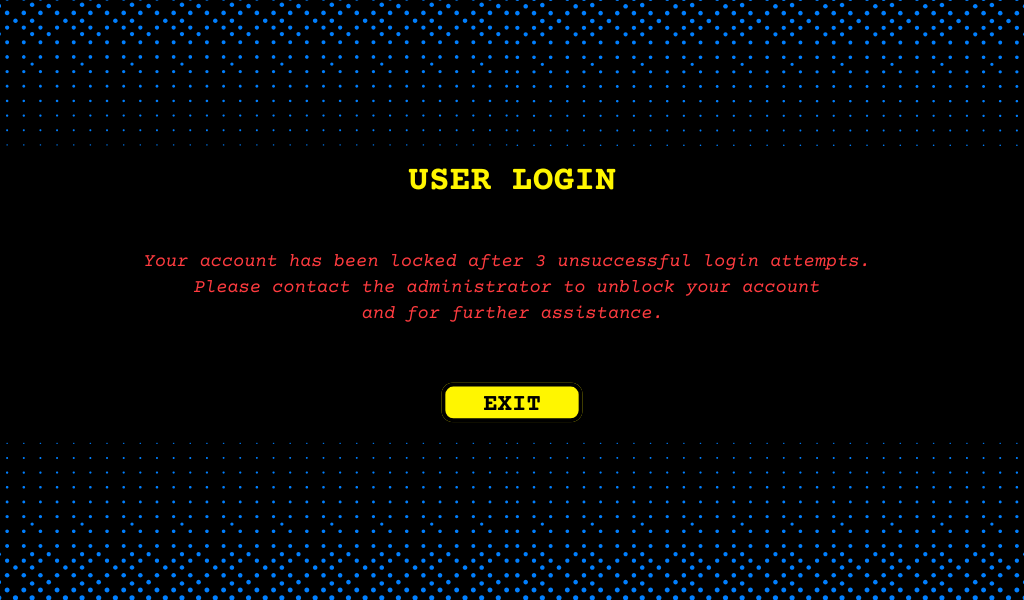 USER LOGIN
Your account has been locked after 3 unsuccessful login attempts.
Please contact the administrator to unblock your account
and for further assistance.
EXIT